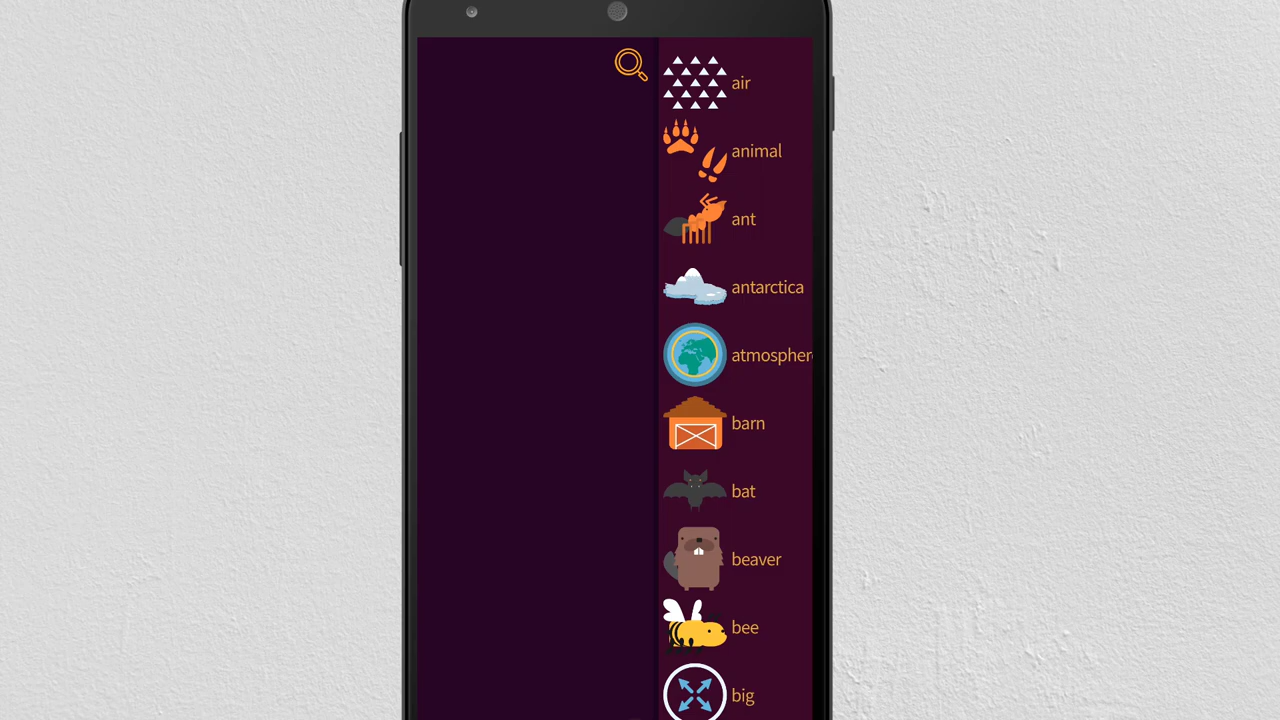 air
animal
ant
antarctica
atmospher
barn
bat
beaver
bee
big